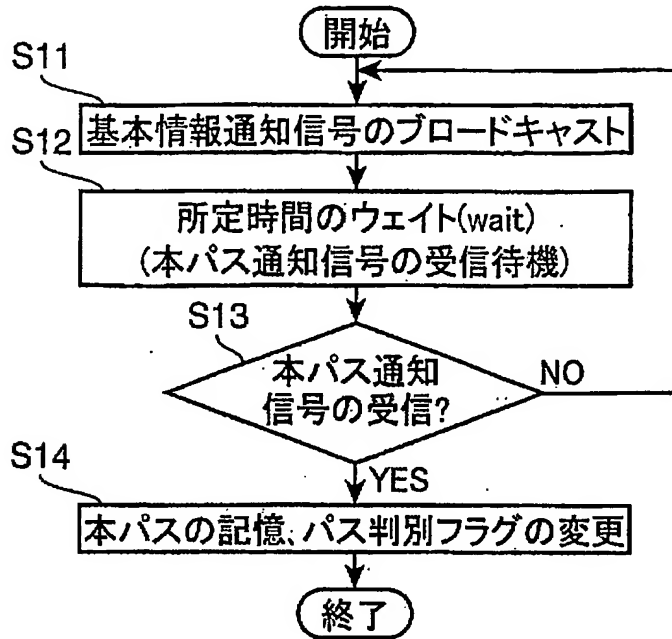 開始
S11
基本情報通知信号のブロードキャスト
S12
所定時間のウェイト(wait)
(本パス通知信号の受信待機)
S13
本パス通知
信号の受信?
NO
YES
S14
本パスの記憶、パス判別フラグの変更
終了